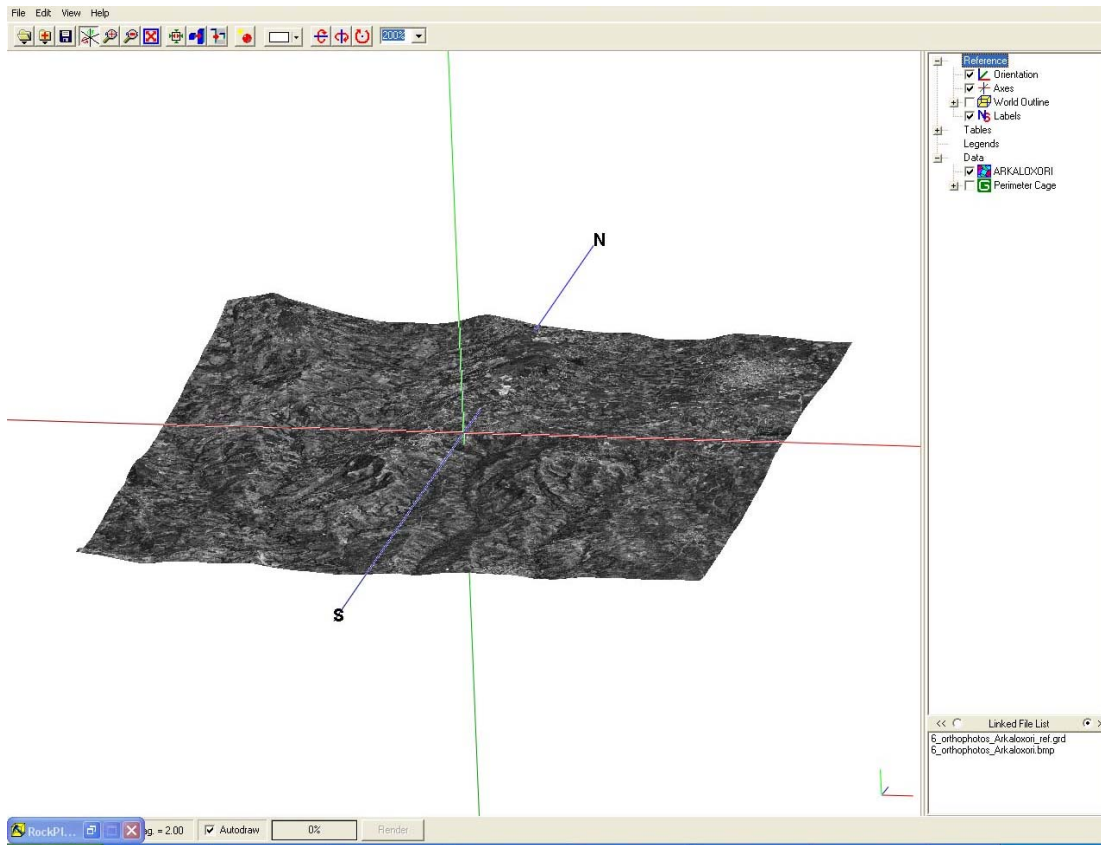 File Edit View Help
200%
Reference
Orientation
Axes
World Outline
Labels
Tables
Legends
Data
ARKALOXORI
Perimeter Cage
N
S
<< Linked File List >
6_orthophotos_Arkaloxori_ref.grd
6_orthophotos_Arkaloxori.bmp
RockPl... ag. = 2.00 Autodraw 0% Render